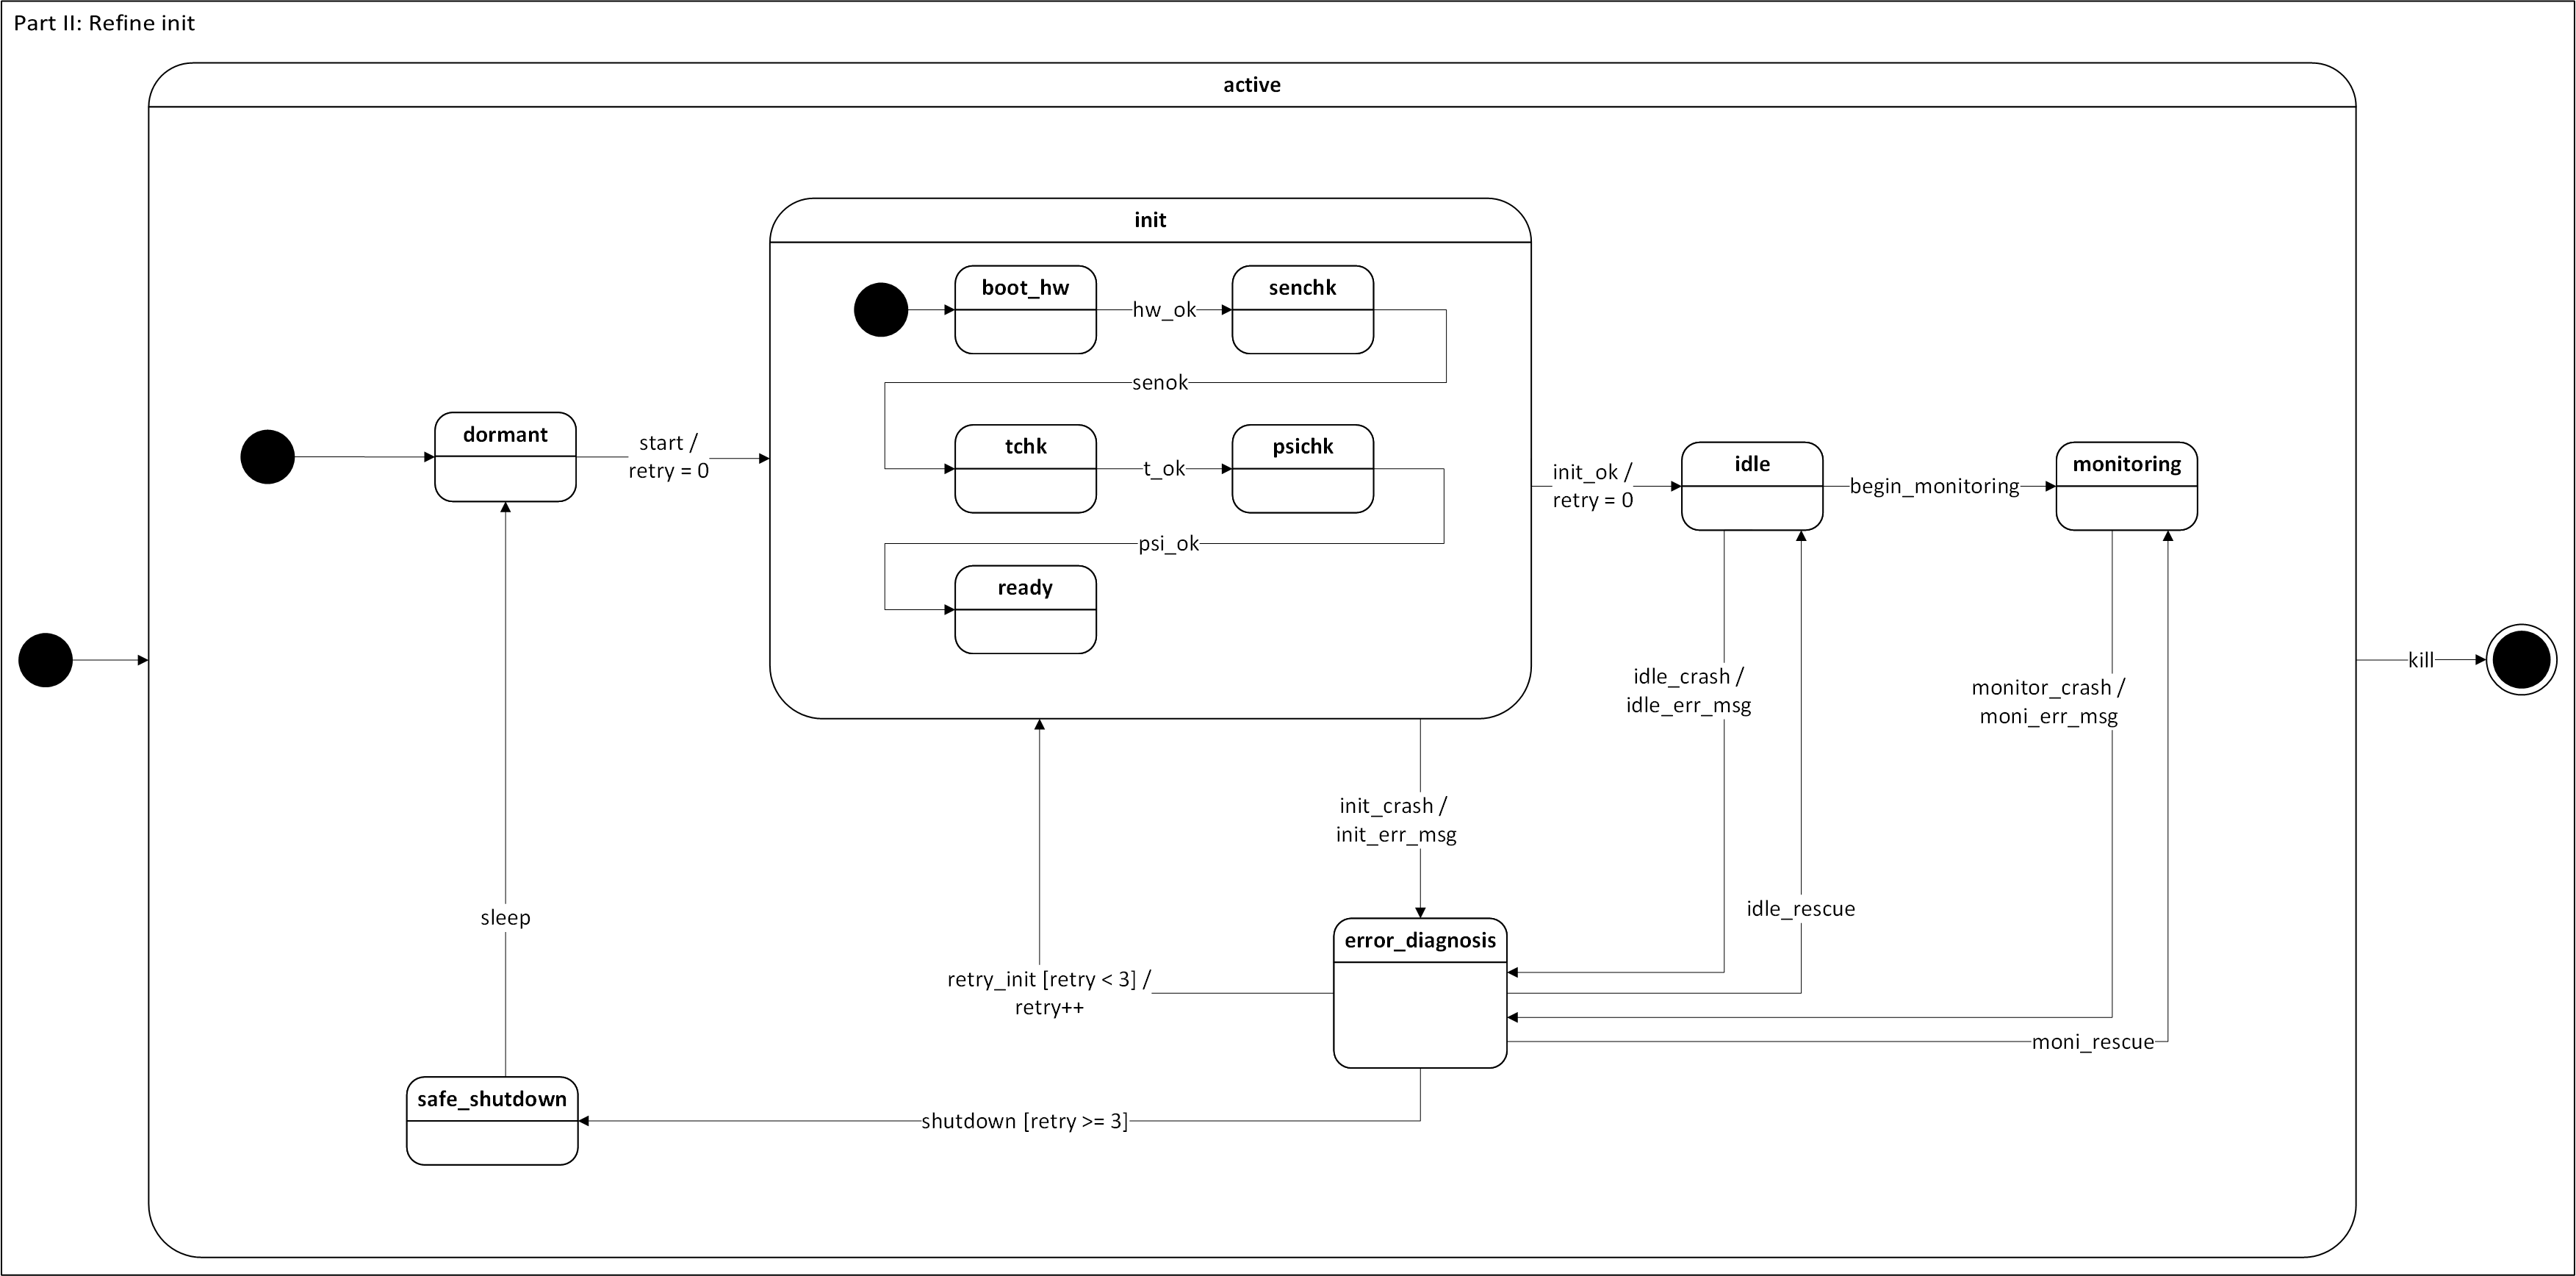 Part II: Refine init
active
init
boot_hw
hw_ok
senchk
senok
dormant
start /
retry = 0
tchk
t_ok
psichk
psi_ok
ready
init_ok /
retry = 0
idle
begin_monitoring
monitoring
kill
idle_crash /
idle_err_msg
monitor_crash /
moni_err_msg
init_crash /
init_err_msg
idle_rescue
sleep
error_diagnosis
retry_init [retry < 3] /
retry++
moni_rescue
safe_shutdown
shutdown [retry >= 3]